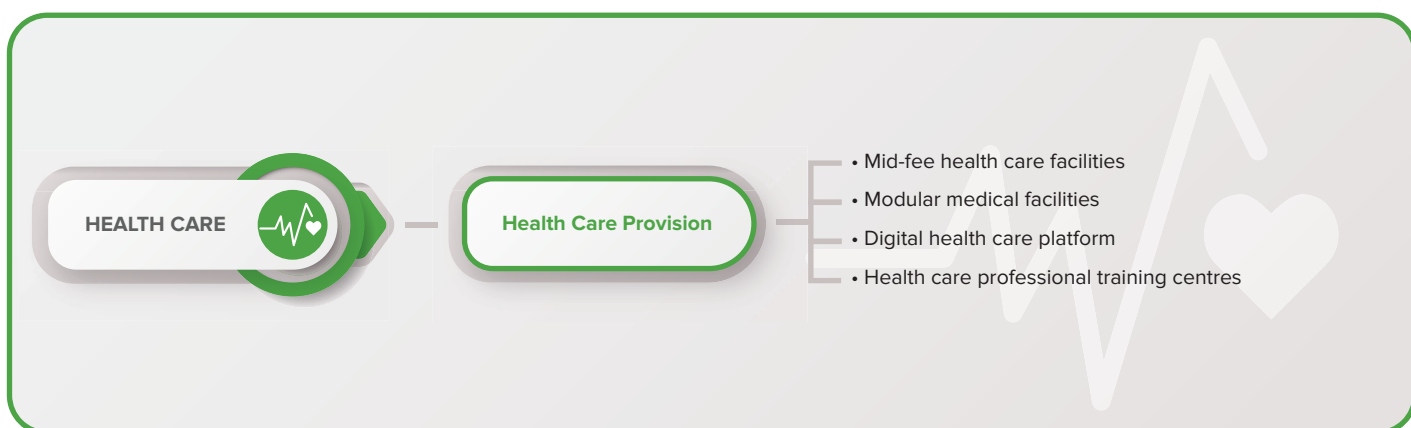 HEALTH CARE
Health Care Provision
• Mid-fee health care facilities
• Modular medical facilities
• Digital health care platform
• Health care professional training centres